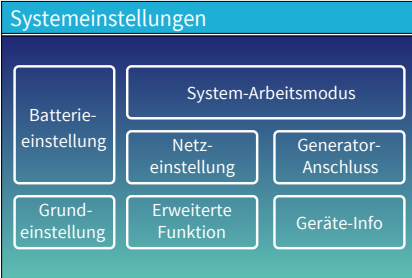 Systemeinstellungen
Batterie-
einstellung
System-Arbeitsmodus
Netz-
einstellung
Generator-
Anschluss
Grund-
einstellung
Erweiterte
Funktion
Geräte-Info